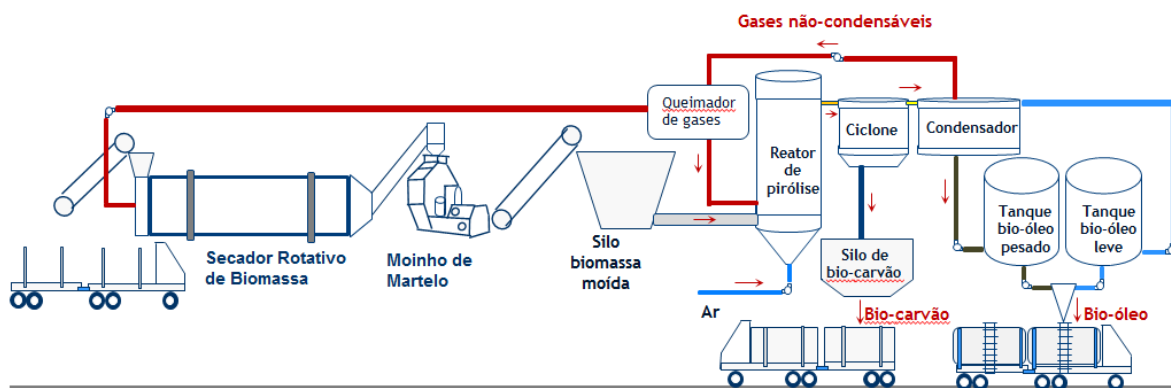 Gases não-condensáveis
Queimador
de gases
Ciclone
Condensador
Reator
de
pirólise
Secador Rotativo
de Biomassa
Moinho de
Martelo
Silo
biomassa
moída
Silo de
bio-carvão
Tanque
bio-óleo
pesado
Tanque
bio-óleo
leve
Ar
Bio-carvão
Bio-óleo